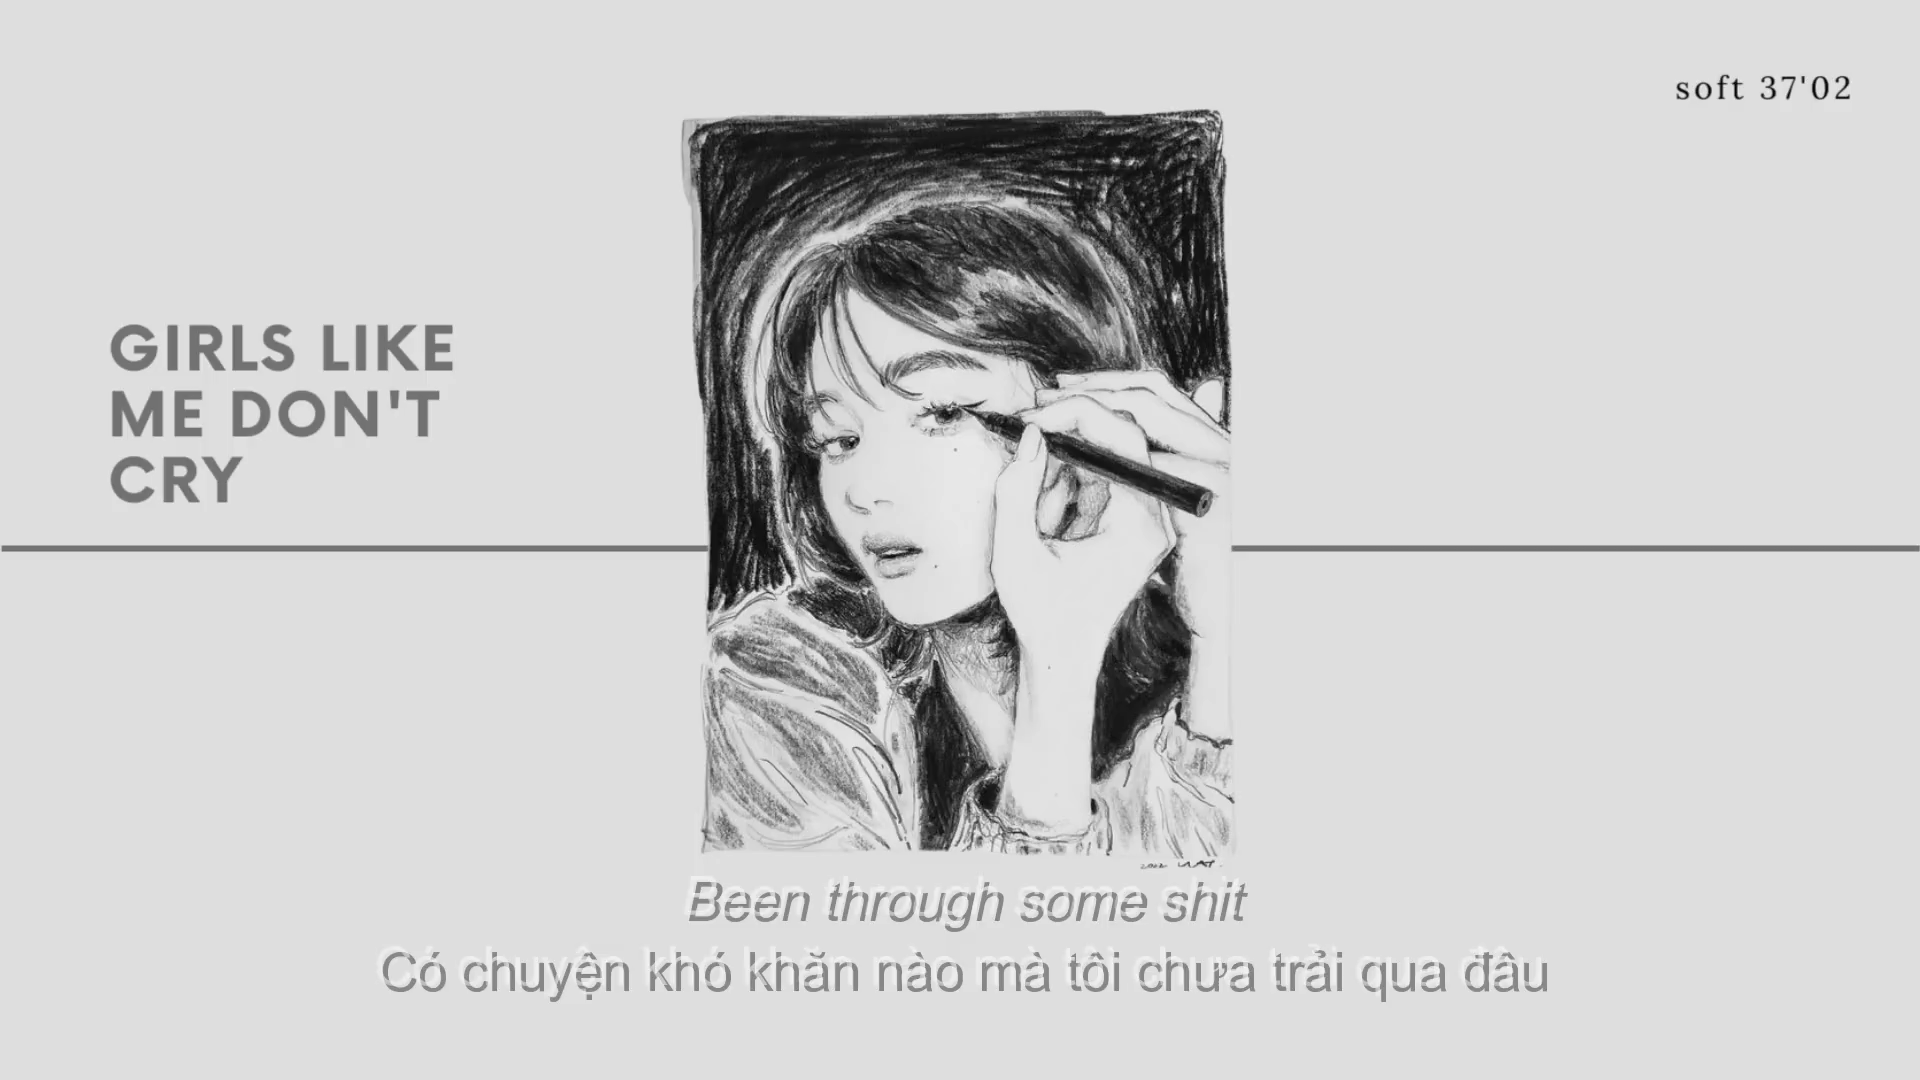 soft 37'02
GIRLS LIKE
ME DON'T
CRY
Been through some shit
Có chuyện khó khăn nào mà tôi chưa trải qua đâu